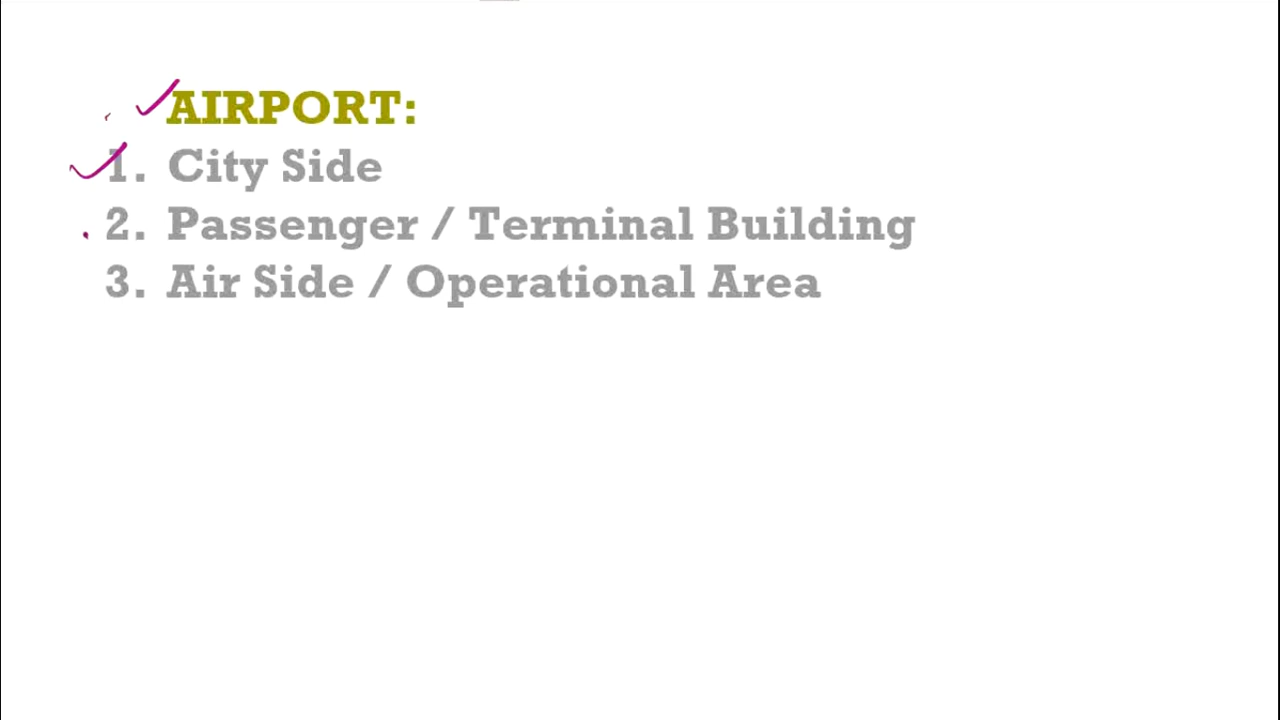 AIRPORT:
1. City Side
2. Passenger / Terminal Building
3. Air Side / Operational Area